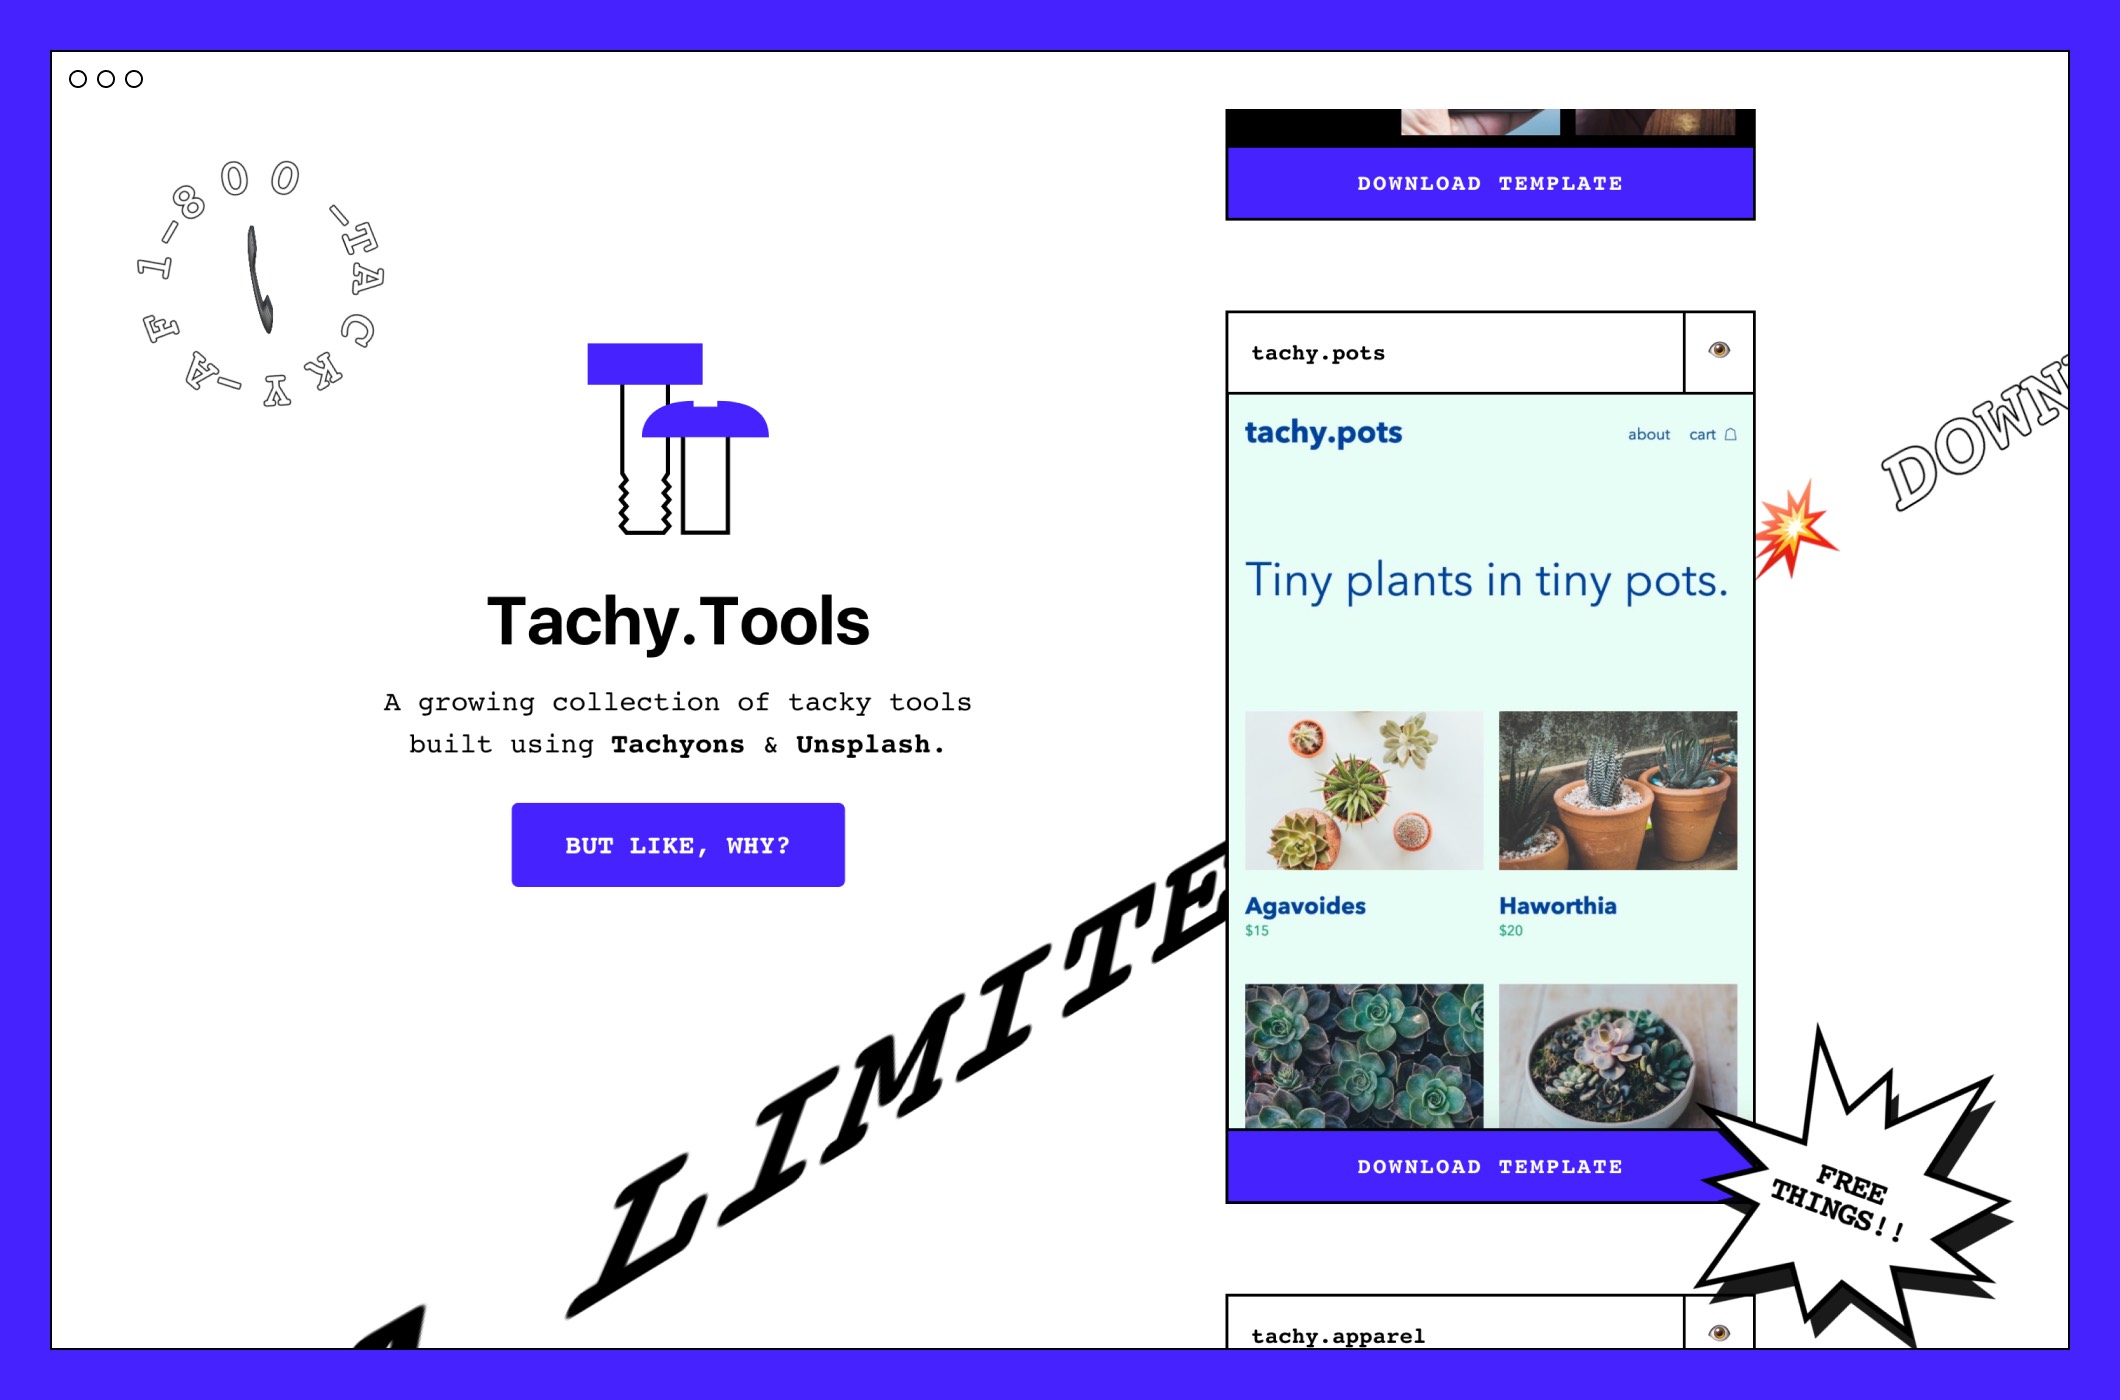 1-800-TACKY-AF
Tachy.Tools
A growing collection of tacky tools
built using Tachyons & Unsplash.
BUT LIKE, WHY?
LIMITE
DOWNLOAD TEMPLATE
tachy.pots
tachy.pots
about cart
Tiny plants in tiny pots.
Agavoides
$15
Haworthia
$20
DOWNLOAD TEMPLATE
tachy.apparel
DOWN
FREE
THINGS!!